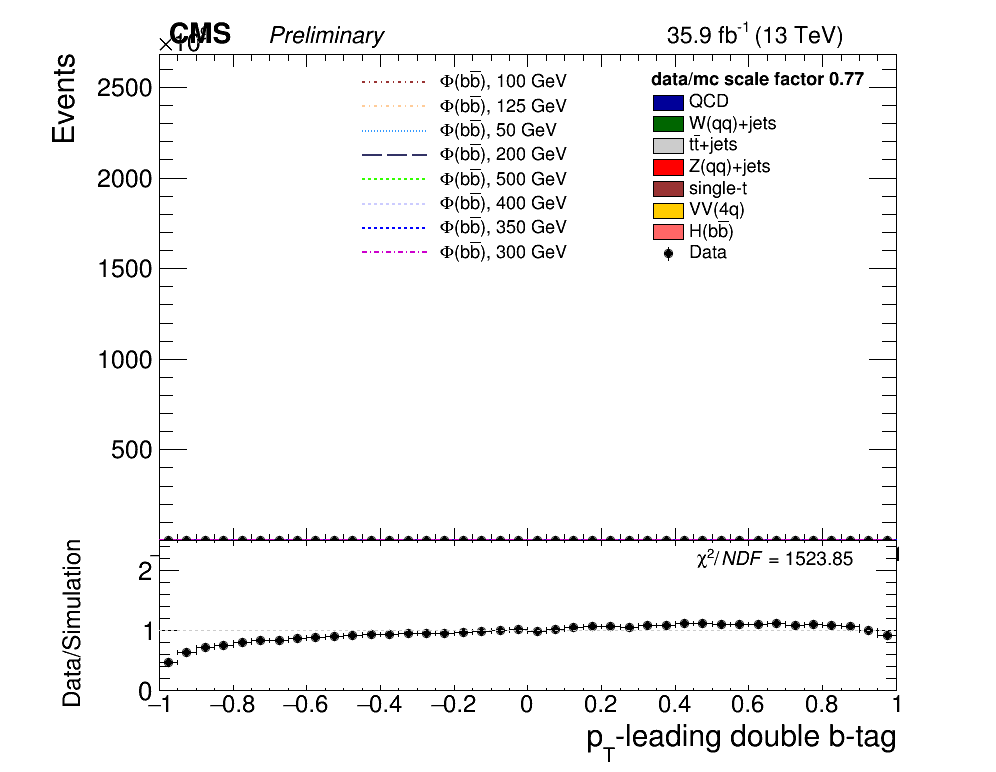 CMS Preliminary 35.9 fb⁻¹ (13 TeV)
Events
2500
2000
1500
1000
500
Φ(bb̅), 100 GeV
Φ(bb̅), 125 GeV
Φ(bb̅), 50 GeV
Φ(bb̅), 200 GeV
Φ(bb̅), 500 GeV
Φ(bb̅), 400 GeV
Φ(bb̅), 350 GeV
Φ(bb̅), 300 GeV
data/mc scale factor 0.77
QCD
W(qq)+jets
tt̅+jets
Z(qq)+jets
single-t
VV(4q)
H(bb̅)
Data
Data/Simulation
χ²/NDF = 1523.85
2
1
0
−1 −0.8 −0.6 −0.4 −0.2 0 0.2 0.4 0.6 0.8 1
p_T-leading double b-tag